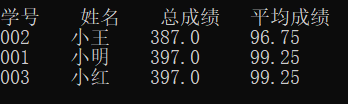 学号 姓名 总成绩 平均成绩
002 小王 387.0 96.75
001 小明 397.0 99.25
003 小红 397.0 99.25